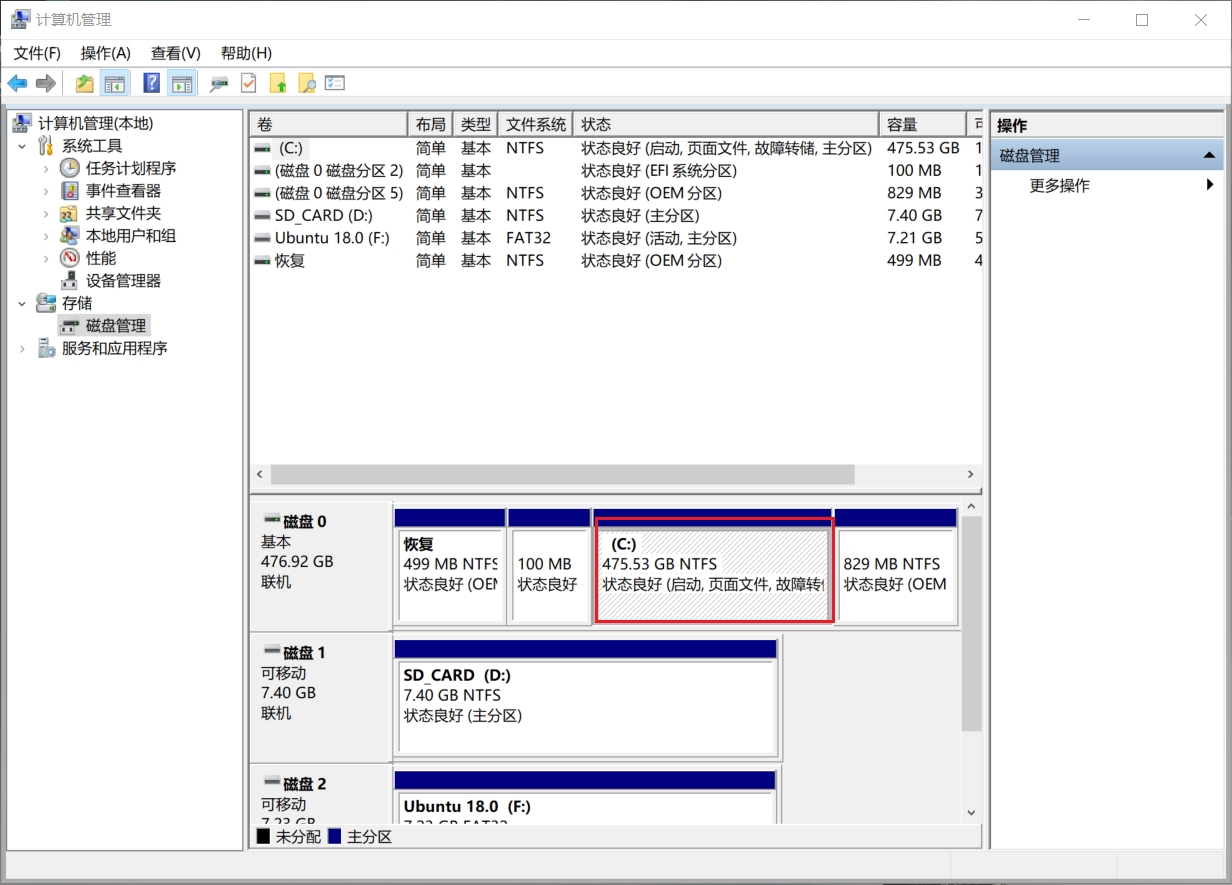 计算机管理
文件(F) 操作(A) 查看(V) 帮助(H)
计算机管理(本地)
系统工具
任务计划程序
事件查看器
共享文件夹
本地用户和组
性能
设备管理器
存储
磁盘管理
服务和应用程序
卷 布局 类型 文件系统 状态 容量
(C:) 简单 基本 NTFS 状态良好 (启动, 页面文件, 故障转储, 主分区) 475.53 GB 1
(磁盘 0 磁盘分区 2) 简单 基本 状态良好 (EFI 系统分区) 100 MB 1
(磁盘 0 磁盘分区 5) 简单 基本 NTFS 状态良好 (OEM 分区) 829 MB 3
SD_CARD (D:) 简单 基本 NTFS 状态良好 (主分区) 7.40 GB 7
Ubuntu 18.0 (F:) 简单 基本 FAT32 状态良好 (活动, 主分区) 7.21 GB 5
恢复 简单 基本 NTFS 状态良好 (OEM 分区) 499 MB 4
操作
磁盘管理
更多操作
磁盘 0
基本
476.92 GB
联机
恢复
499 MB NTFS
状态良好 (OEM
100 MB
状态良好
(C:)
475.53 GB NTFS
状态良好 (启动, 页面文件, 故障转储
829 MB NTFS
状态良好 (OEM
磁盘 1
可移动
7.40 GB
联机
SD_CARD (D:)
7.40 GB NTFS
状态良好 (主分区)
磁盘 2
可移动
7.23 GB
Ubuntu 18.0 (F:)
7.23 GB FAT32
未分配 主分区